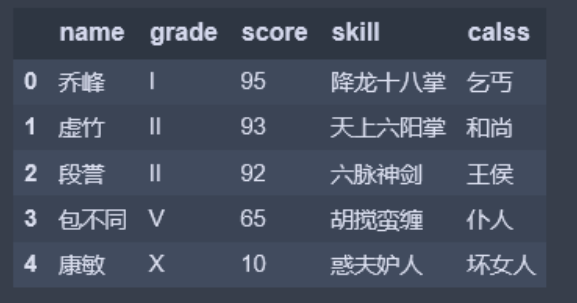 name grade score skill calss
0 乔峰 I 95 降龙十八掌 乞丐
1 虚竹 II 93 天上六阳掌 和尚
2 段誉 II 92 六脉神剑 王侯
3 包不同 V 65 胡搅蛮缠 仆人
4 康敏 X 10 惑夫妒人 坏女人